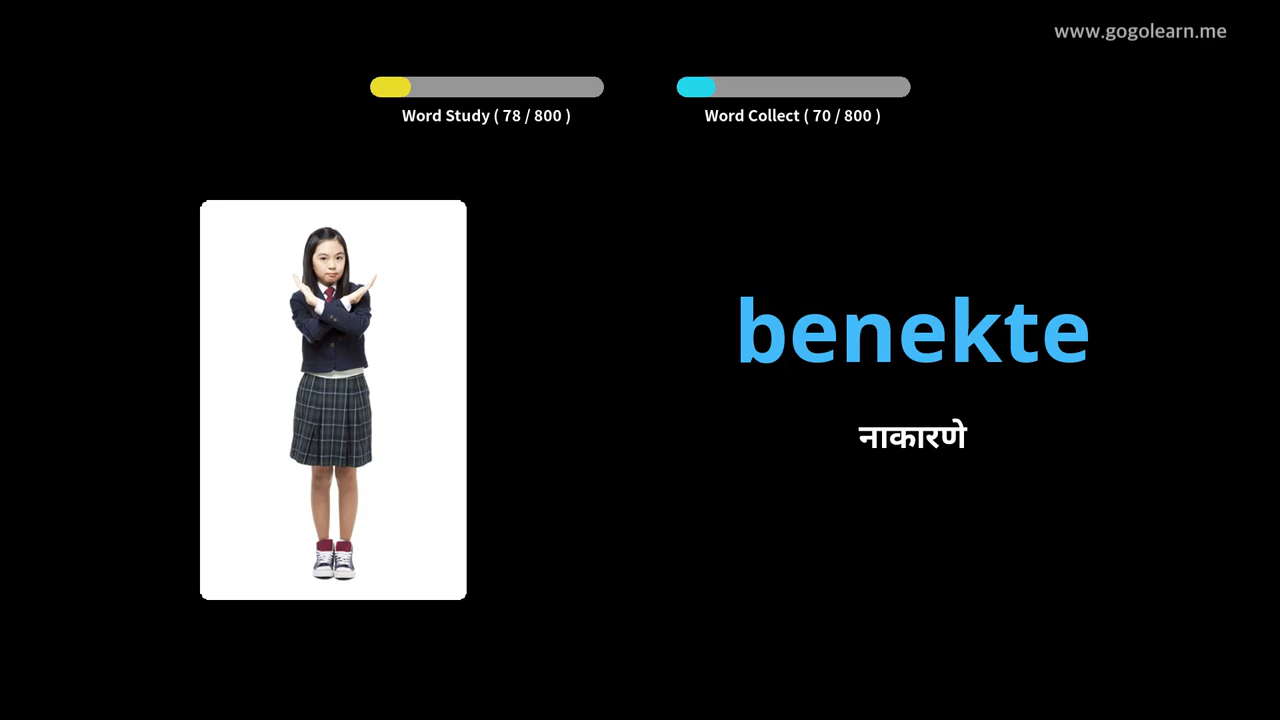 www.gogolearn.me
Word Study ( 78 / 800 )
Word Collect ( 70 / 800 )
benekte
नाकारणे